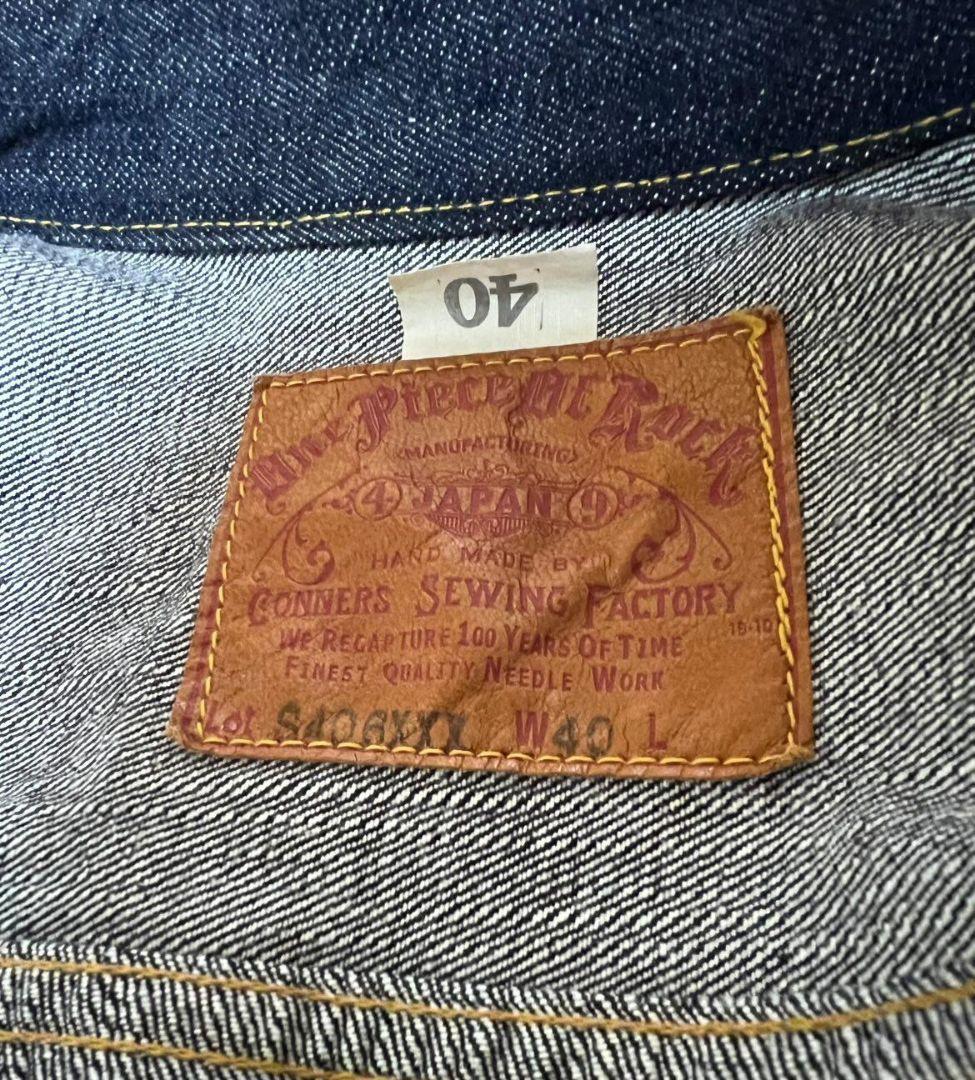 40
One Piece Of Rock
<MANUFACTURING>
4 JAPAN 9
HAND MADE BY
CONNERS SEWING FACTORY
WE RECAPTURE 100 YEARS OF TIME
FINEST QUALITY NEEDLE WORK
Lot S406XXX W 40 L